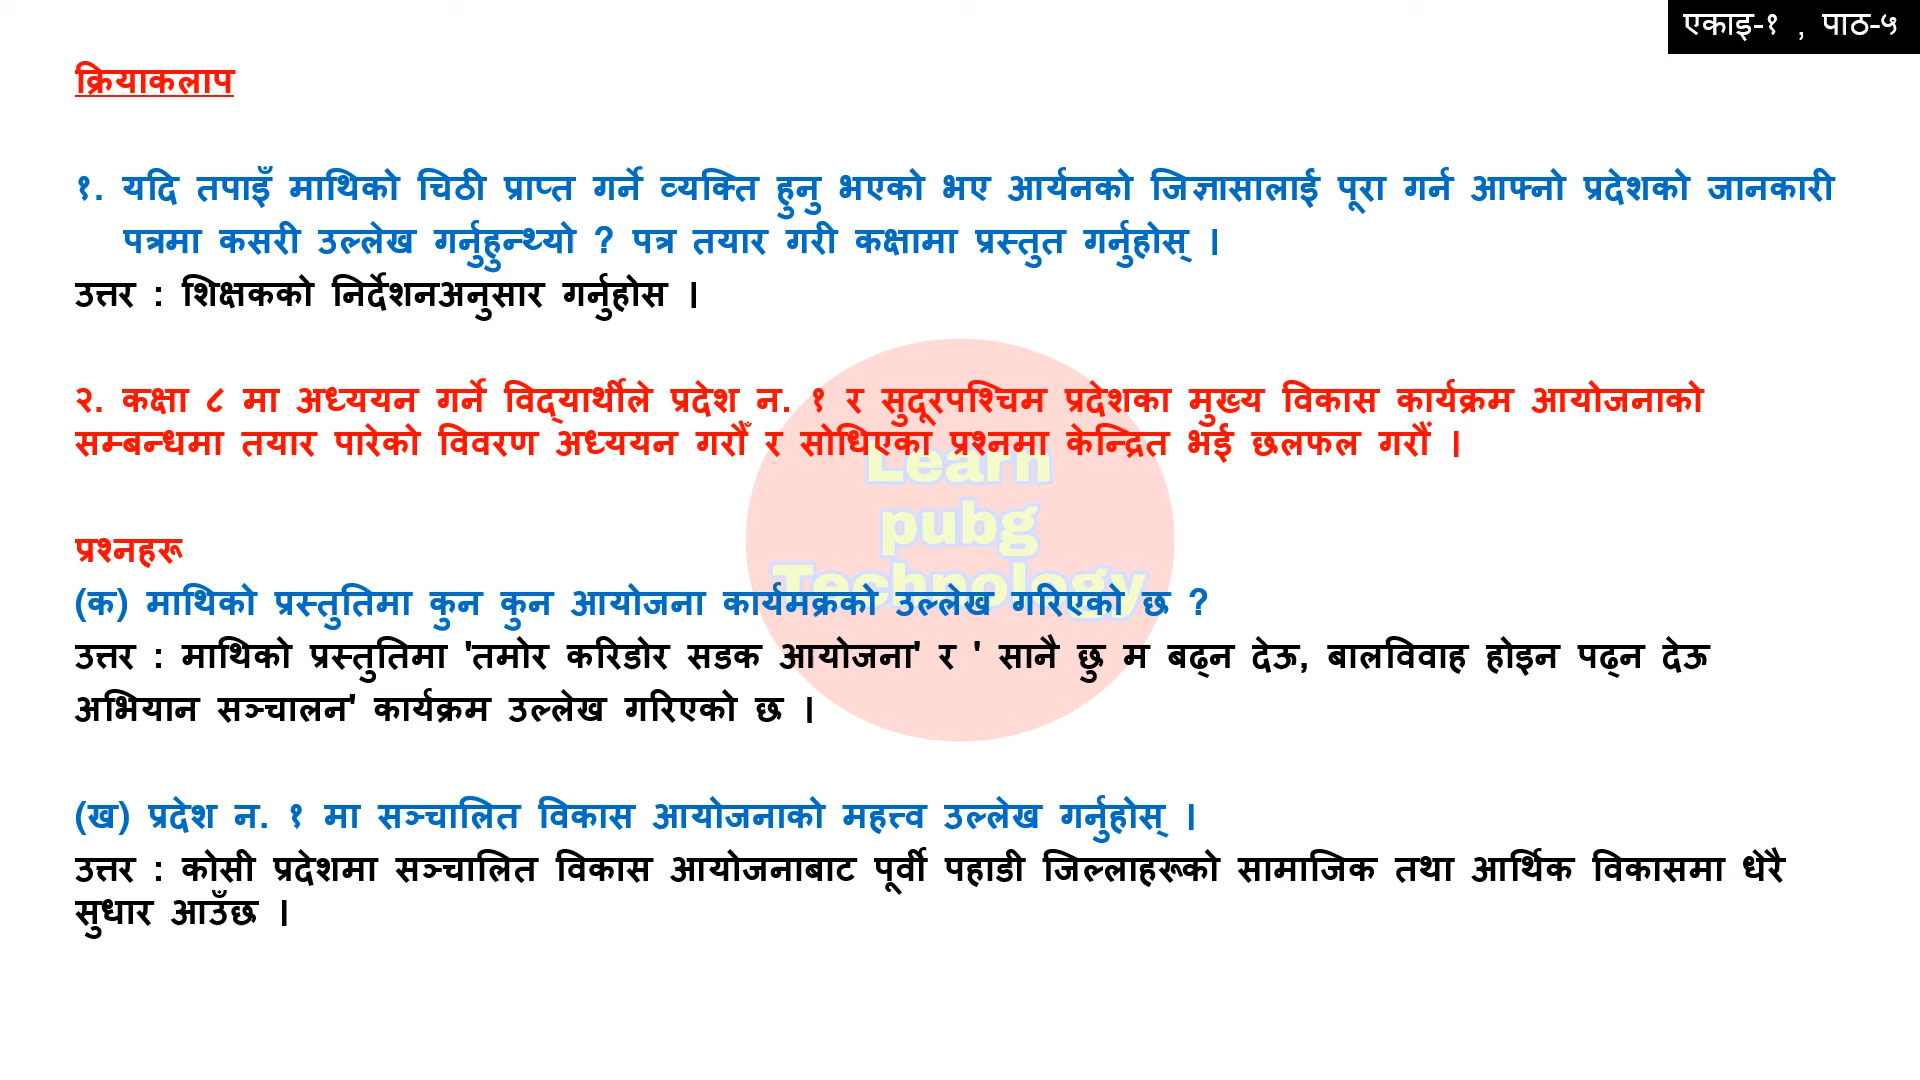 एकाइ-१ , पाठ-५
क्रियाकलाप
१. यदि तपाइँ माथिको चिठी प्राप्त गर्ने व्यक्ति हुनु भएको भए आर्यनको जिज्ञासालाई पूरा गर्न आफ्नो प्रदेशको जानकारी
पत्रमा कसरी उल्लेख गर्नुहुन्थ्यो ? पत्र तयार गरी कक्षामा प्रस्तुत गर्नुहोस् ।
उत्तर : शिक्षकको निर्देशनअनुसार गर्नुहोस ।
२. कक्षा ८ मा अध्ययन गर्ने विद्यार्थीले प्रदेश न. १ र सुदूरपश्चिम प्रदेशका मुख्य विकास कार्यक्रम आयोजनाको
सम्बन्धमा तयार पारेको विवरण अध्ययन गरौँ र सोधिएका प्रश्नमा केन्द्रित भई छलफल गरौं ।
Learn
pubg
Technology
प्रश्नहरू
(क) माथिको प्रस्तुतिमा कुन कुन आयोजना कार्यमक्रको उल्लेख गरिएको छ ?
उत्तर : माथिको प्रस्तुतिमा 'तमोर करिडोर सडक आयोजना' र ' सानै छु म बढ्न देऊ, बालविवाह होइन पढ्न देऊ
अभियान सञ्चालन' कार्यक्रम उल्लेख गरिएको छ ।
(ख) प्रदेश न. १ मा सञ्चालित विकास आयोजनाको महत्त्व उल्लेख गर्नुहोस् ।
उत्तर : कोसी प्रदेशमा सञ्चालित विकास आयोजनाबाट पूर्वी पहाडी जिल्लाहरूको सामाजिक तथा आर्थिक विकासमा धेरै
सुधार आउँछ ।